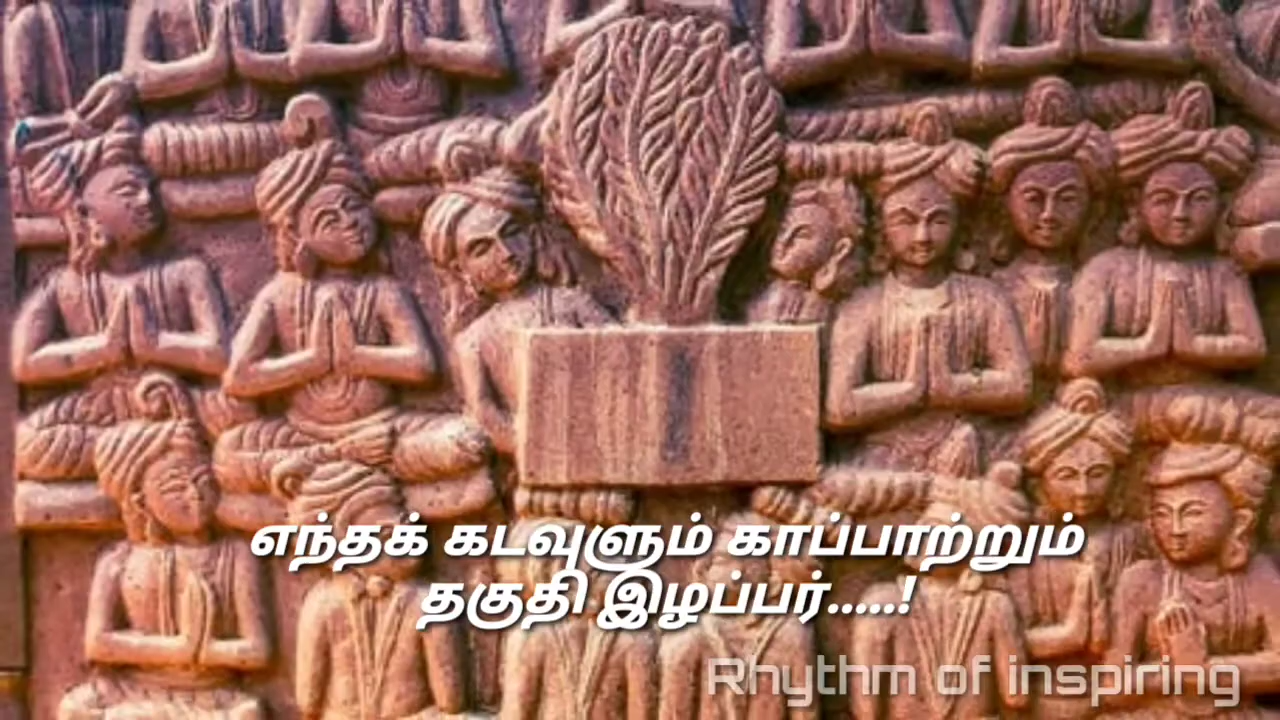 எந்தக் கடவுளும் காப்பாற்றும்
தகுதி இழப்பர்.....!
Rhythm of inspiring